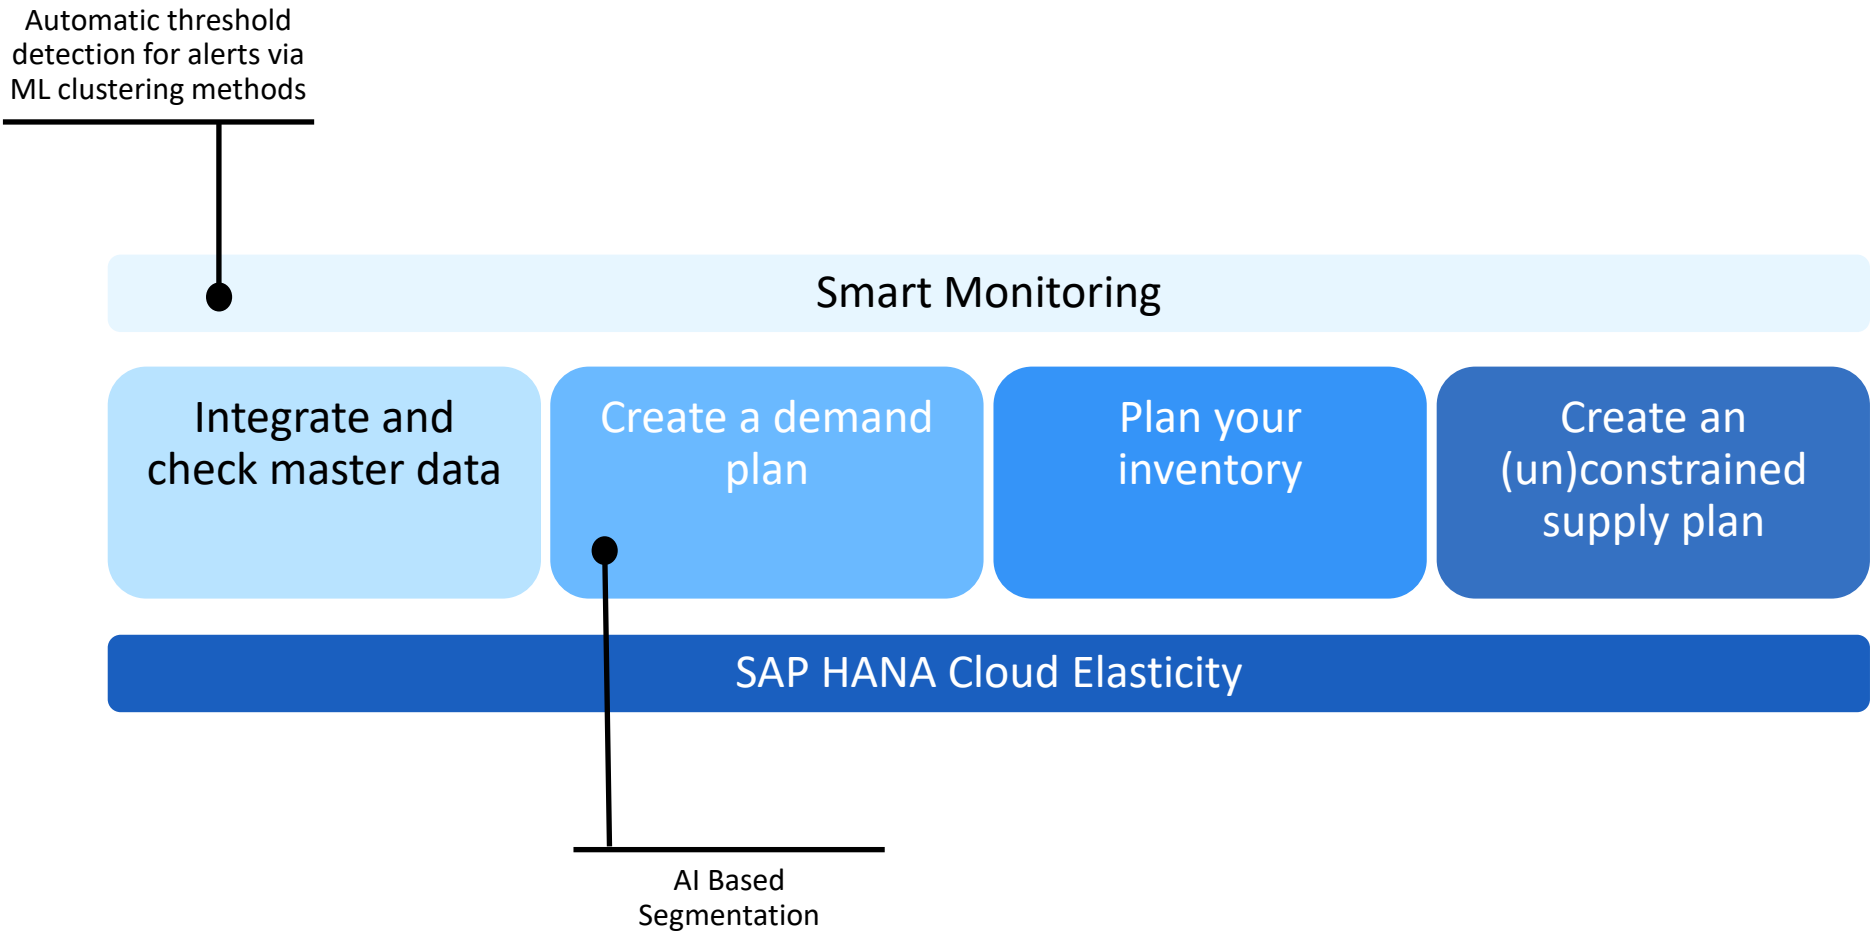 Automatic threshold
detection for alerts via
ML clustering methods
Smart Monitoring
Integrate and
check master data
Create a demand
plan
Plan your
inventory
Create an
(un)constrained
supply plan
SAP HANA Cloud Elasticity
AI Based
Segmentation